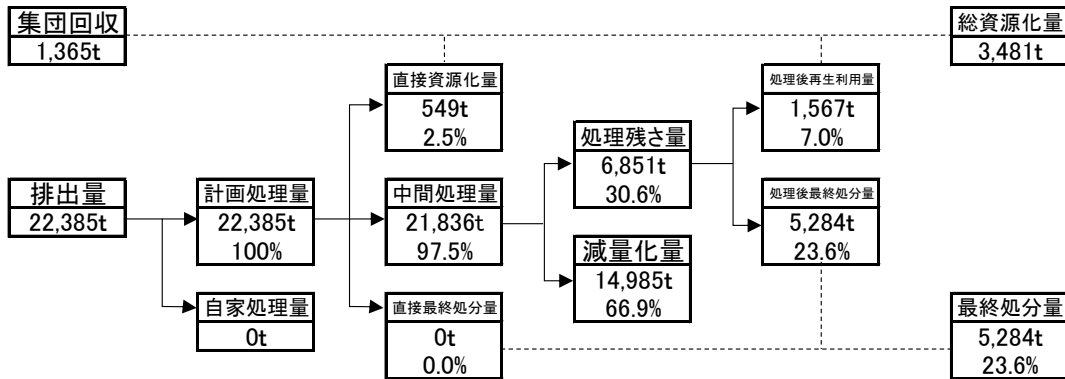 集団回収
1,365t
総資源化量
3,481t
直接資源化量
549t
2.5%
処理後再生利用量
1,567t
7.0%
処理残さ量
6,851t
30.6%
排出量
22,385t
計画処理量
22,385t
100%
中間処理量
21,836t
97.5%
処理後最終処分量
5,284t
23.6%
減量化量
14,985t
66.9%
自家処理量
0t
直接最終処分量
0t
0.0%
最終処分量
5,284t
23.6%